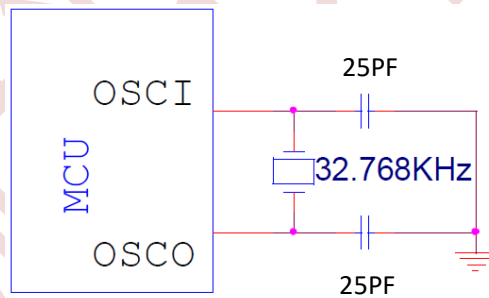 25PF
OSCI
32.768KHz
MCU
OSCO
25PF